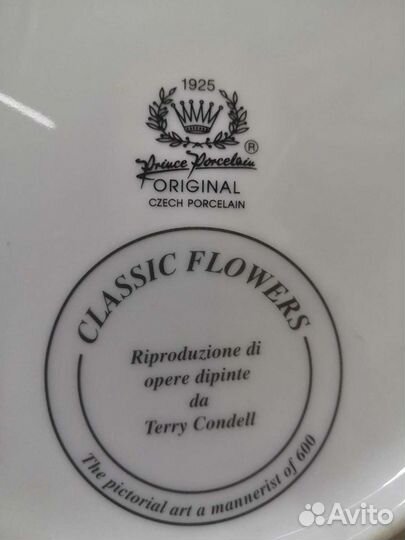 1925
Prince Porcelain ®
ORIGINAL
CZECH PORCELAIN
CLASSIC FLOWERS
Riproduzione di
opere dipinte
da
Terry Condell
The pictorial art a mannerist of 600
Avito